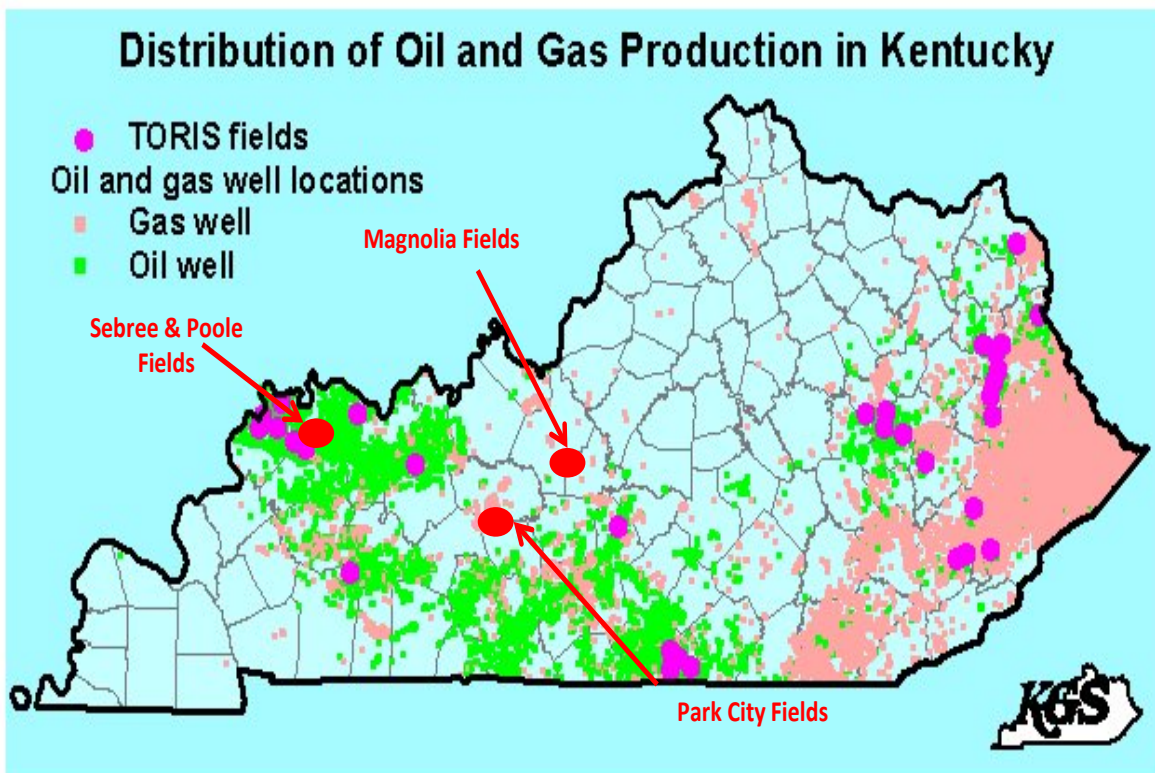 Distribution of Oil and Gas Production in Kentucky
TORIS fields
Oil and gas well locations
Gas well
Oil well
Magnolia Fields
Sebree & Poole
Fields
Park City Fields
KGS